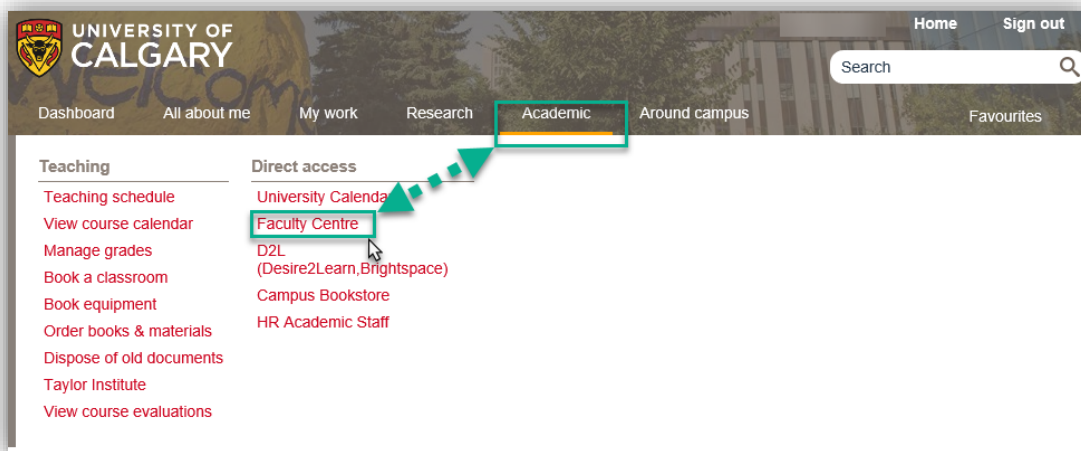 UNIVERSITY OF
CALGARY
Home Sign out
Search
Welcome
Dashboard All about me My work Research Academic Around campus Favourites
Teaching
Teaching schedule
View course calendar
Manage grades
Book a classroom
Book equipment
Order books & materials
Dispose of old documents
Taylor Institute
View course evaluations
Direct access
University Calendar
Faculty Centre
D2L
(Desire2Learn,Brightspace)
Campus Bookstore
HR Academic Staff